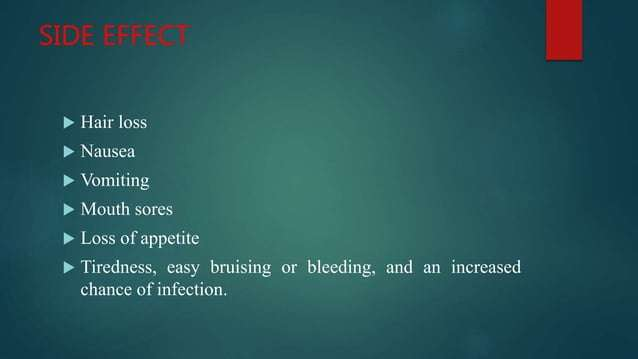 SIDE EFFECT
Hair loss
Nausea
Vomiting
Mouth sores
Loss of appetite
Tiredness, easy bruising or bleeding, and an increased
chance of infection.